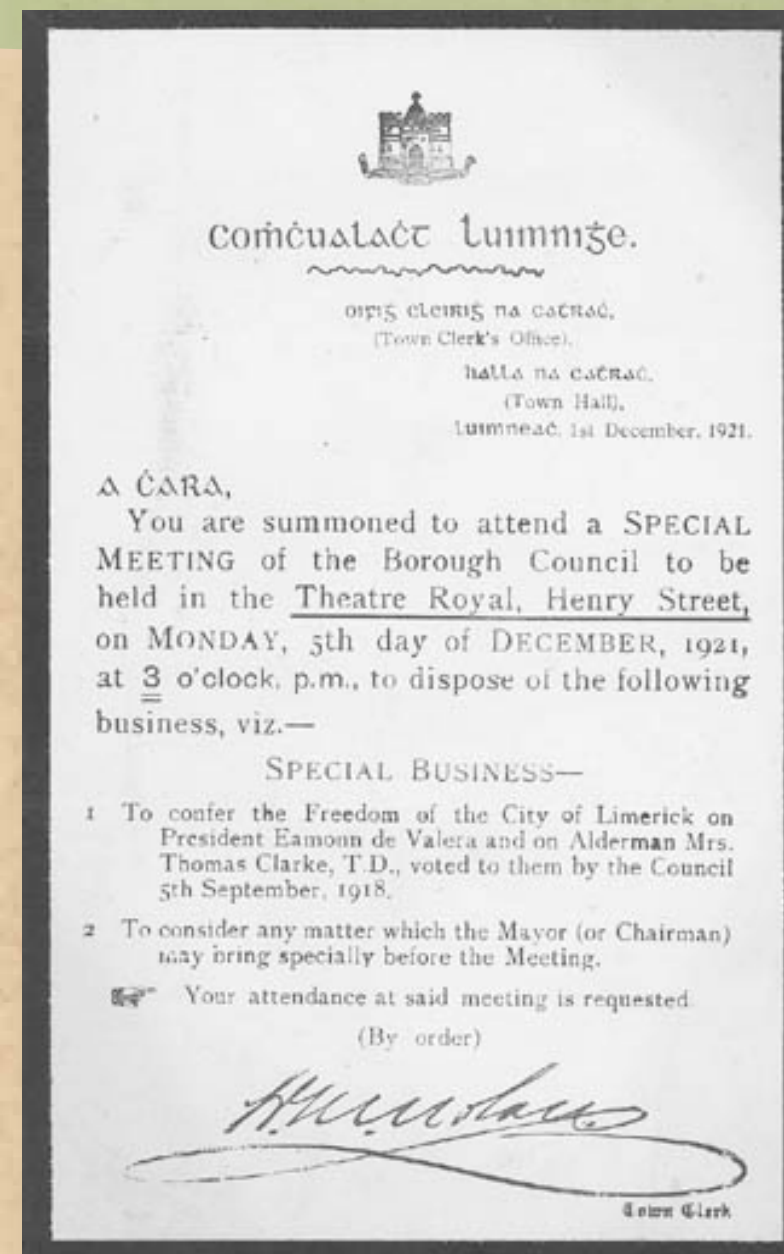 Coṁċualaċt Luimniġe.
Oifig Cleirig na Catrac,
(Town Clerk's Office),
Halla na Catrac,
(Town Hall),
Luimneaċ, 1st December, 1921.
A Ċara,
You are summoned to attend a SPECIAL
MEETING of the Borough Council to be
held in the Theatre Royal, Henry Street,
on MONDAY, 5th day of DECEMBER, 1921,
at 3 o'clock, p.m., to dispose of the following
business, viz.—
SPECIAL BUSINESS—
1 To confer the Freedom of the City of Limerick on
President Eamonn de Valera and on Alderman Mrs.
Thomas Clarke, T.D., voted to them by the Council
5th September, 1918.
2 To consider any matter which the Mayor (or Chairman)
may bring specially before the Meeting.
☞ Your attendance at said meeting is requested
(By order)
Town Clerk